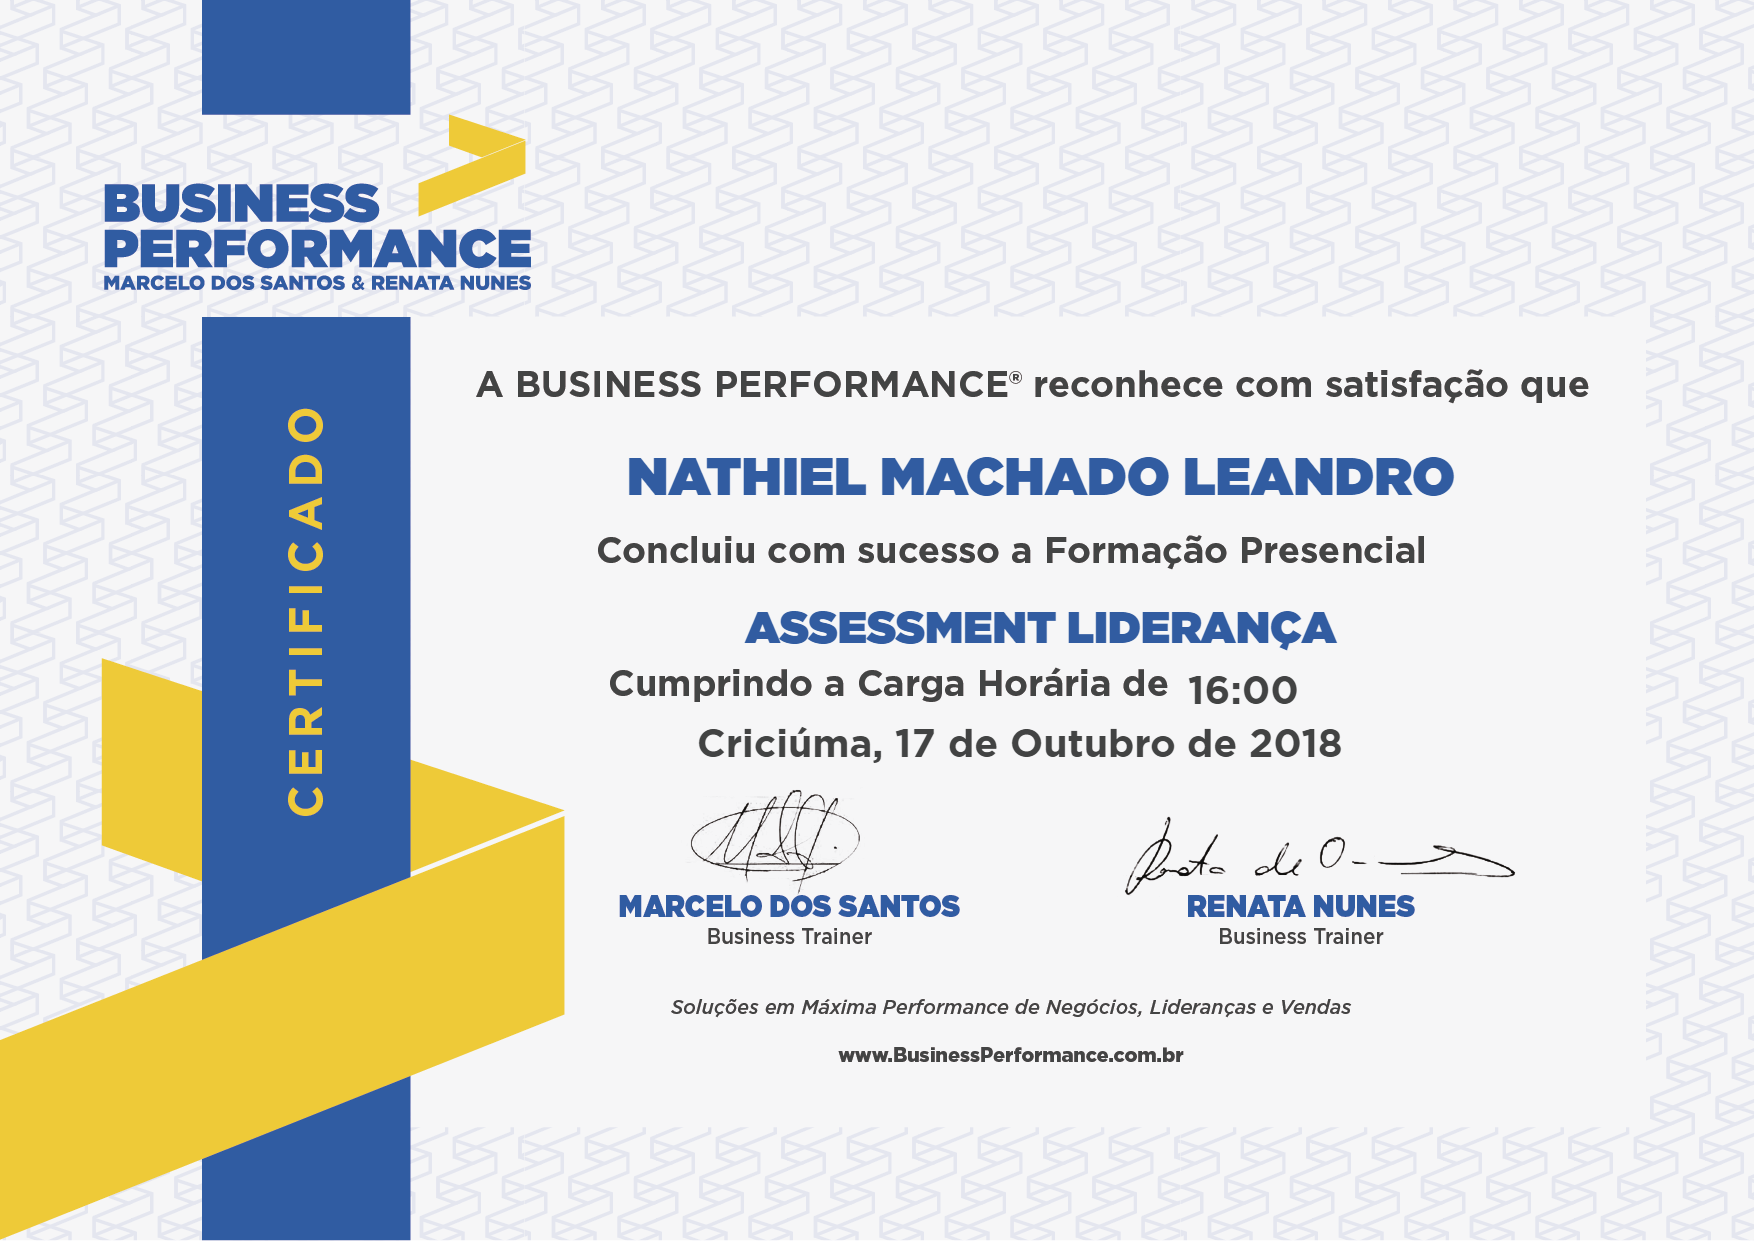 BUSINESS
PERFORMANCE
MARCELO DOS SANTOS & RENATA NUNES
CERTIFICADO
A BUSINESS PERFORMANCE® reconhece com satisfação que
NATHIEL MACHADO LEANDRO
Concluiu com sucesso a Formação Presencial
ASSESSMENT LIDERANÇA
Cumprindo a Carga Horária de 16:00
Criciúma, 17 de Outubro de 2018
Renata de O
MARCELO DOS SANTOS RENATA NUNES
Business Trainer Business Trainer
Soluções em Máxima Performance de Negócios, Lideranças e Vendas
www.BusinessPerformance.com.br